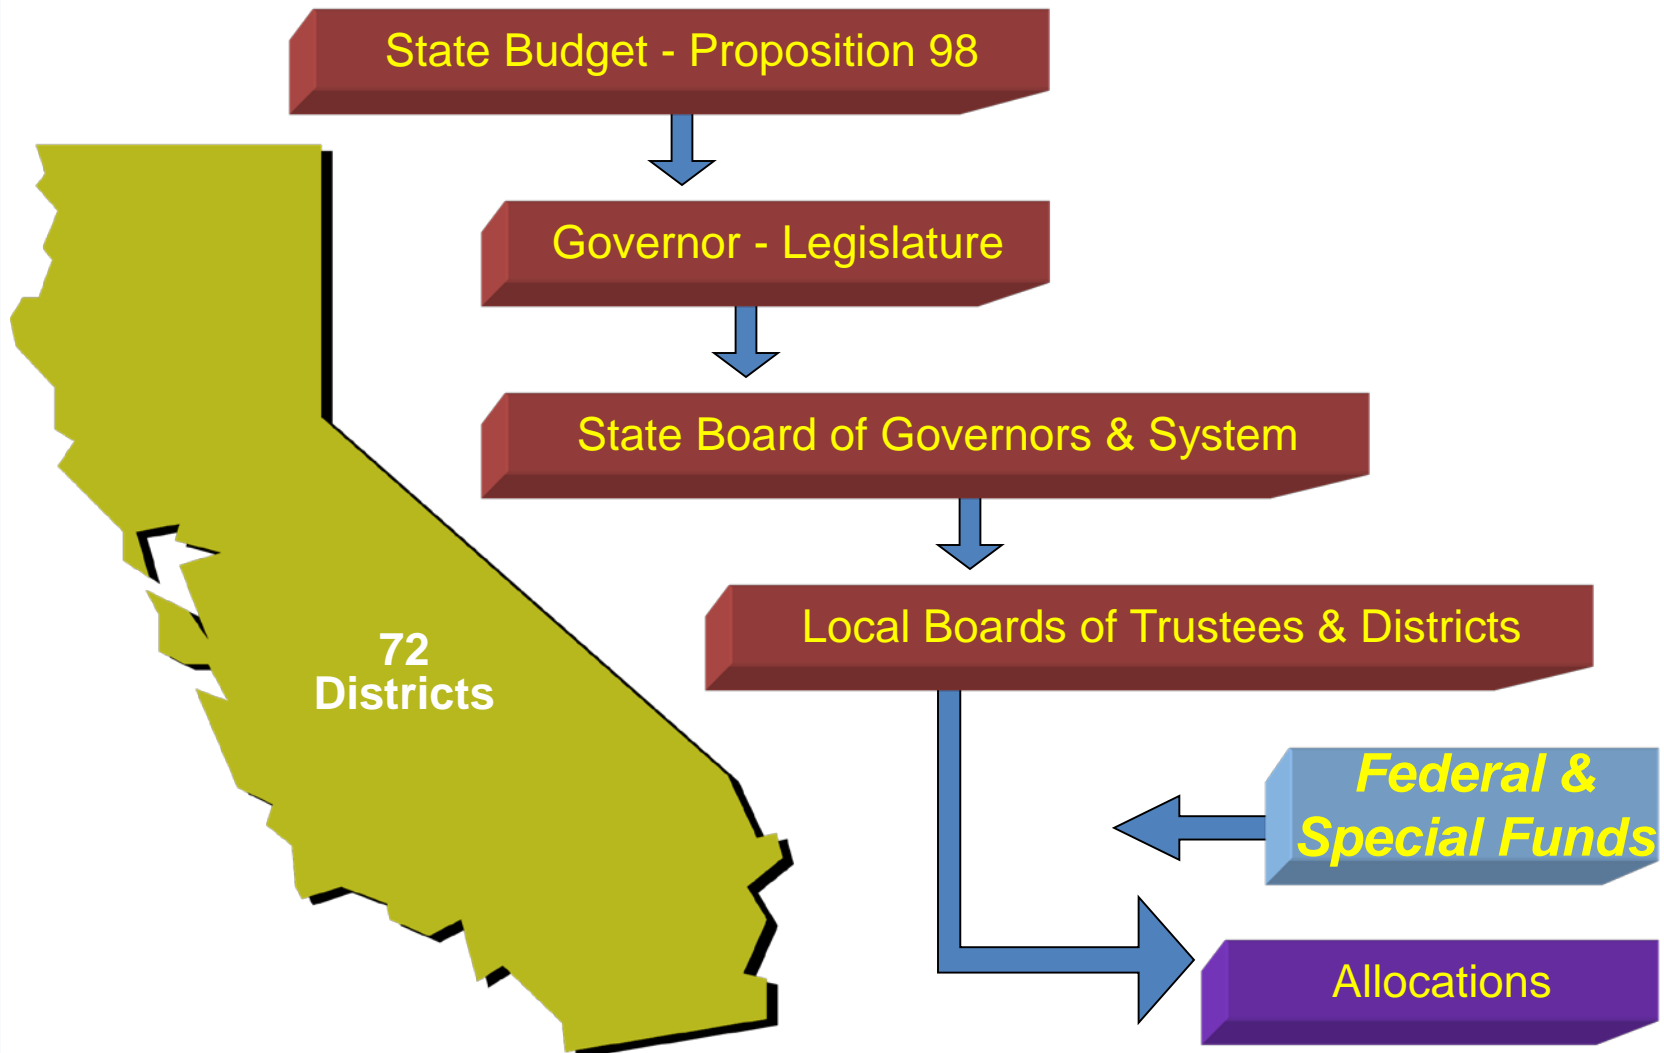 State Budget - Proposition 98
Governor - Legislature
State Board of Governors & System
Local Boards of Trustees & Districts
72
Districts
Federal &
Special Funds
Allocations